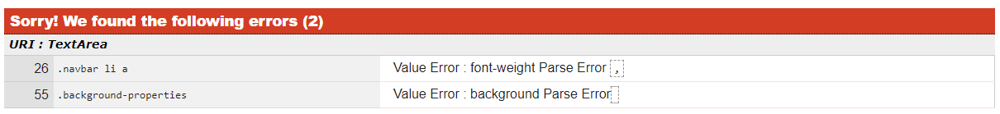 Sorry! We found the following errors (2)
URI : TextArea
26 .navbar li a Value Error : font-weight Parse Error ,
55 .background-properties Value Error : background Parse Error